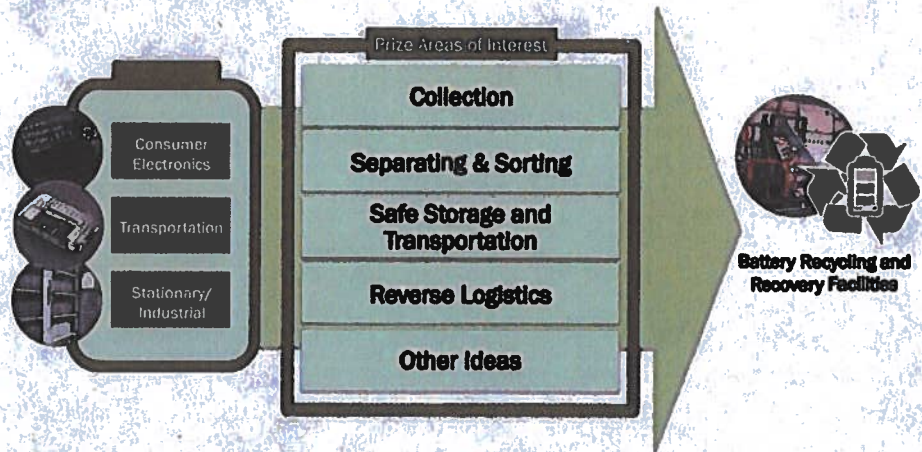 Prize Areas of Interest
Consumer
Electronics
Transportation
Stationary/
Industrial
Collection
Separating & Sorting
Safe Storage and
Transportation
Reverse Logistics
Other Ideas
Battery Recycling and
Recovery Facilities